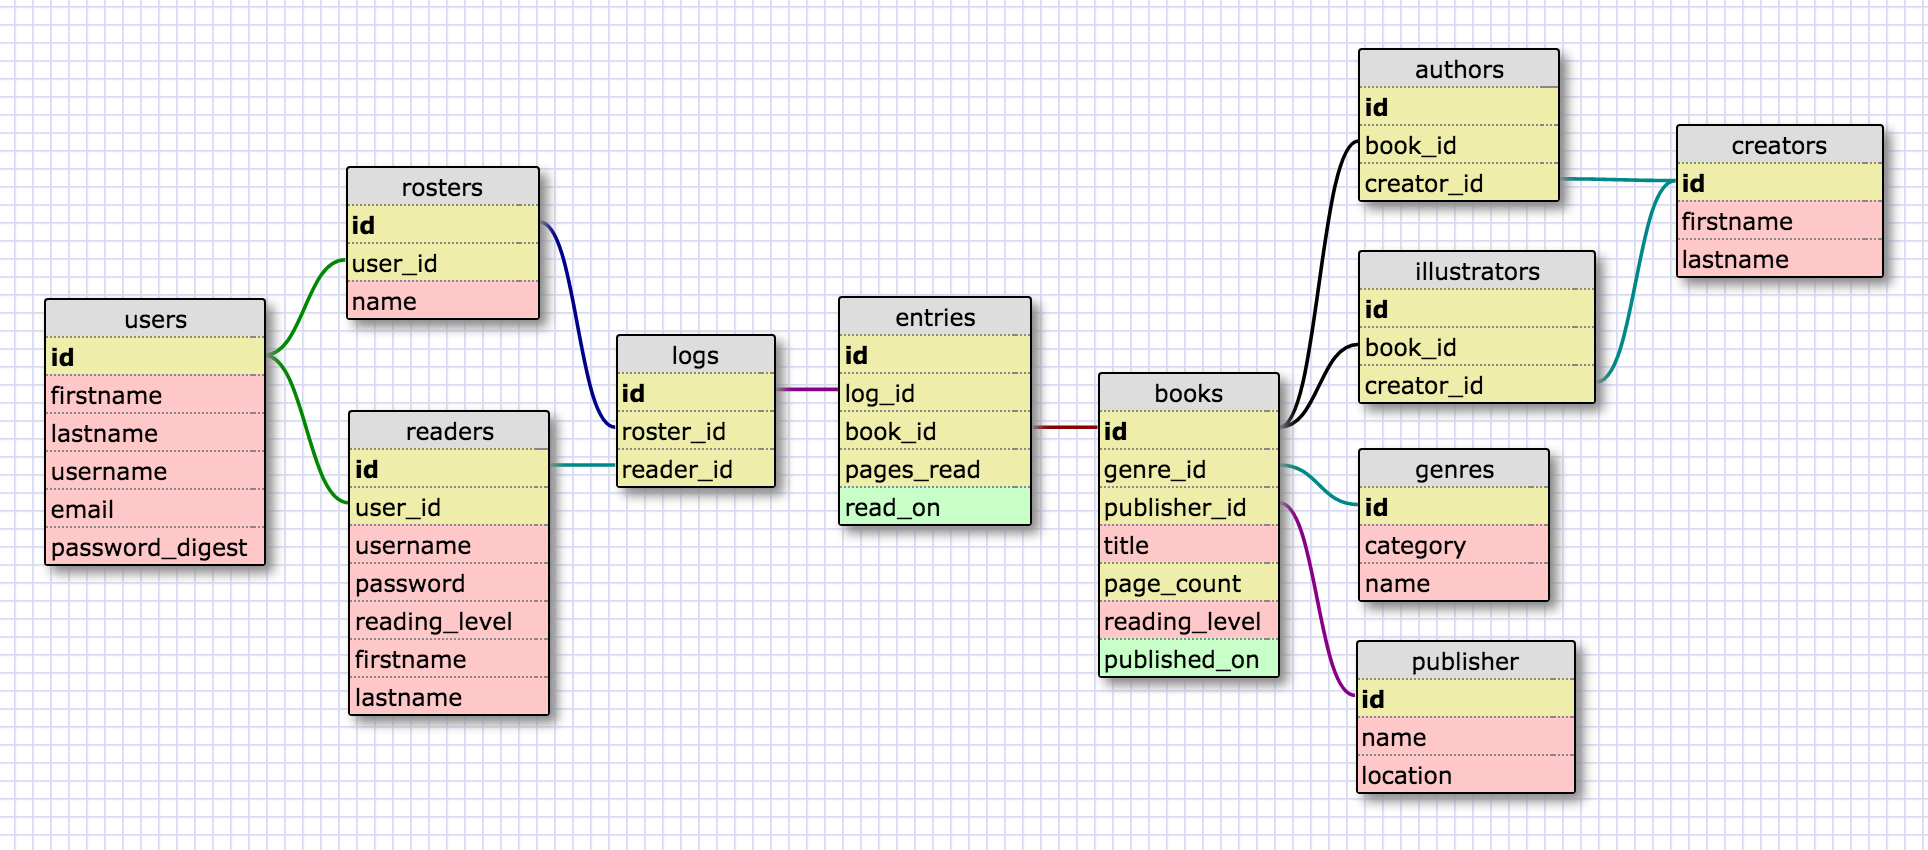 users
id
firstname
lastname
username
email
password_digest
rosters
id
user_id
name
readers
id
user_id
username
password
reading_level
firstname
lastname
logs
id
roster_id
reader_id
entries
id
log_id
book_id
pages_read
read_on
books
id
genre_id
publisher_id
title
page_count
reading_level
published_on
authors
id
book_id
creator_id
illustrators
id
book_id
creator_id
genres
id
category
name
publisher
id
name
location
creators
id
firstname
lastname